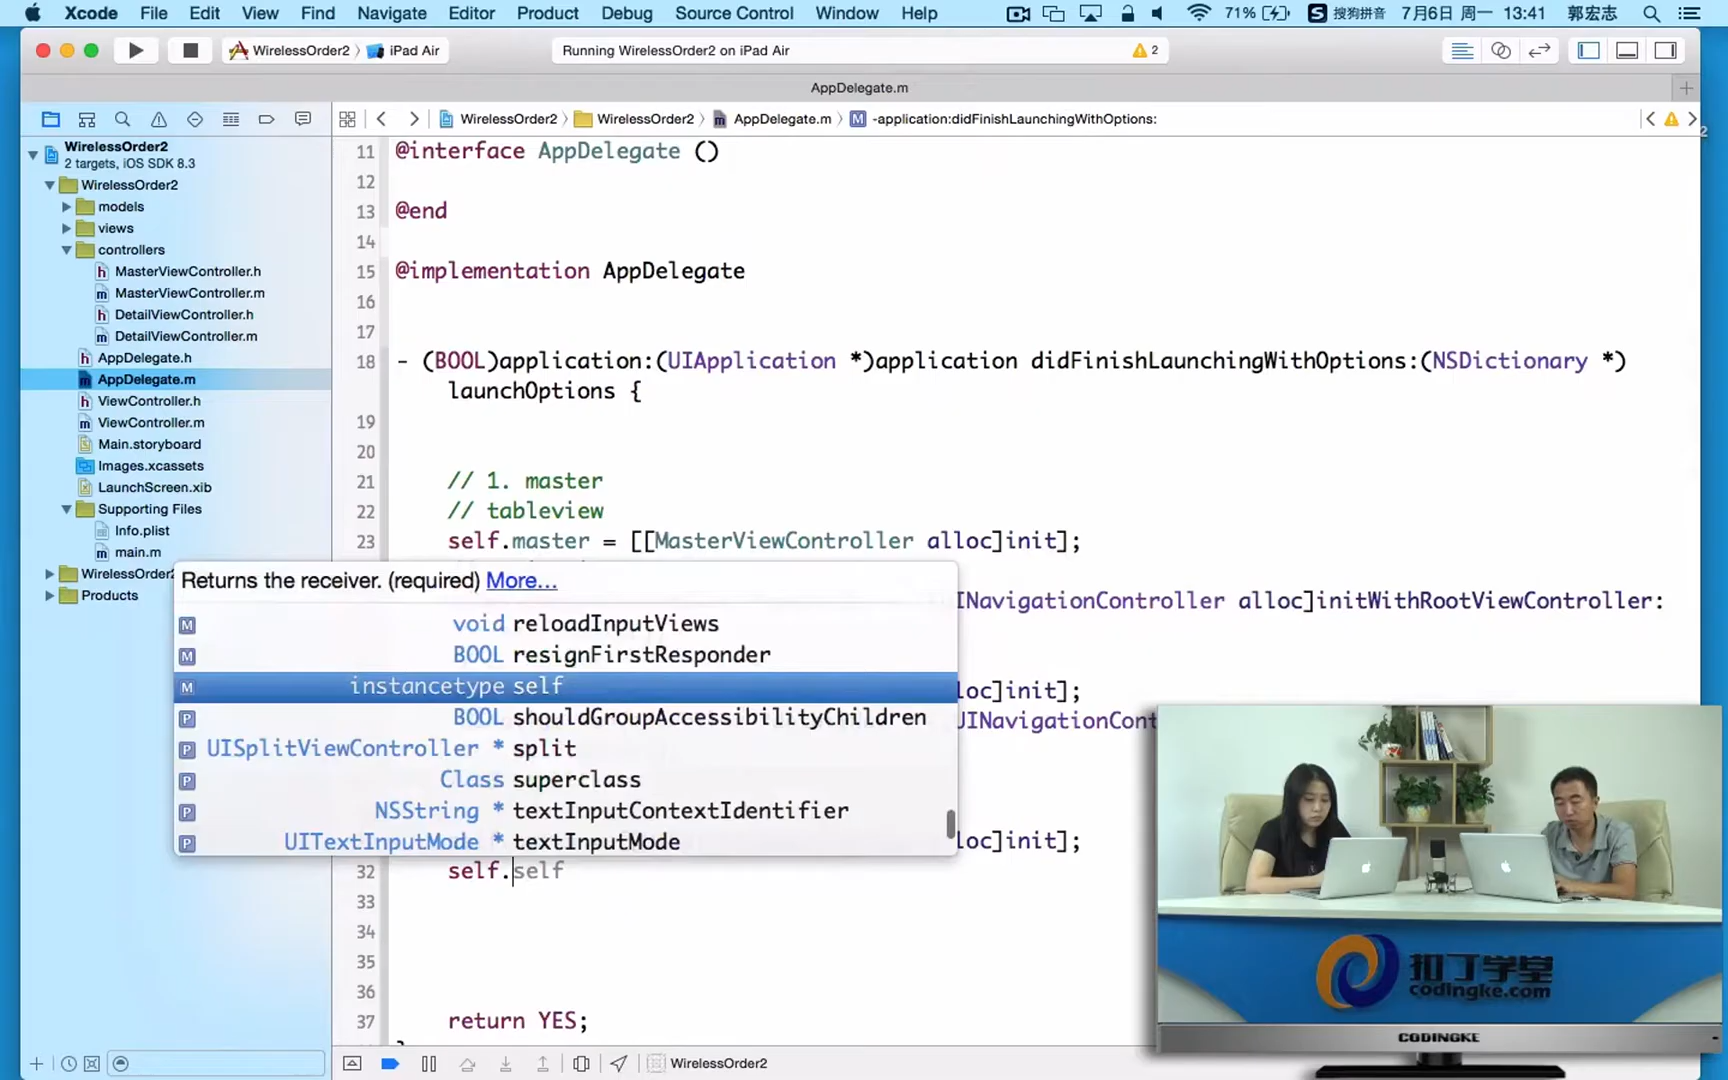 Xcode File Edit View Find Navigate Editor Product Debug Source Control Window Help 71% 搜狗拼音 7月6日 周一 13:41 郭宏志
WirelessOrder2 〉 iPad Air Running WirelessOrder2 on iPad Air 2
AppDelegate.m
WirelessOrder2 〉 WirelessOrder2 〉 AppDelegate.m 〉 M -application:didFinishLaunchingWithOptions:
WirelessOrder2
2 targets, iOS SDK 8.3
WirelessOrder2
models
views
controllers
h MasterViewController.h
m MasterViewController.m
h DetailViewController.h
m DetailViewController.m
h AppDelegate.h
m AppDelegate.m
h ViewController.h
m ViewController.m
Main.storyboard
Images.xcassets
LaunchScreen.xib
Supporting Files
Info.plist
m main.m
WirelessOrder2
Products
11 @interface AppDelegate ()
12
13 @end
14
15 @implementation AppDelegate
16
17
18 - (BOOL)application:(UIApplication *)application didFinishLaunchingWithOptions:(NSDictionary *)
launchOptions {
19
20
21 // 1. master
22 // tableview
23 self.master = [[MasterViewController alloc]init];
INavigationController alloc]initWithRootViewController:
loc]init];
UINavigationCont
loc]init];
Returns the receiver. (required) More...
M void reloadInputViews
M BOOL resignFirstResponder
M instancetype self
P BOOL shouldGroupAccessibilityChildren
P UISplitViewController * split
P Class superclass
P NSString * textInputContextIdentifier
P UITextInputMode * textInputMode
32 self.self
33
34
35
36
37 return YES;
WirelessOrder2
扣丁学堂
codingke.com
CODINGKE